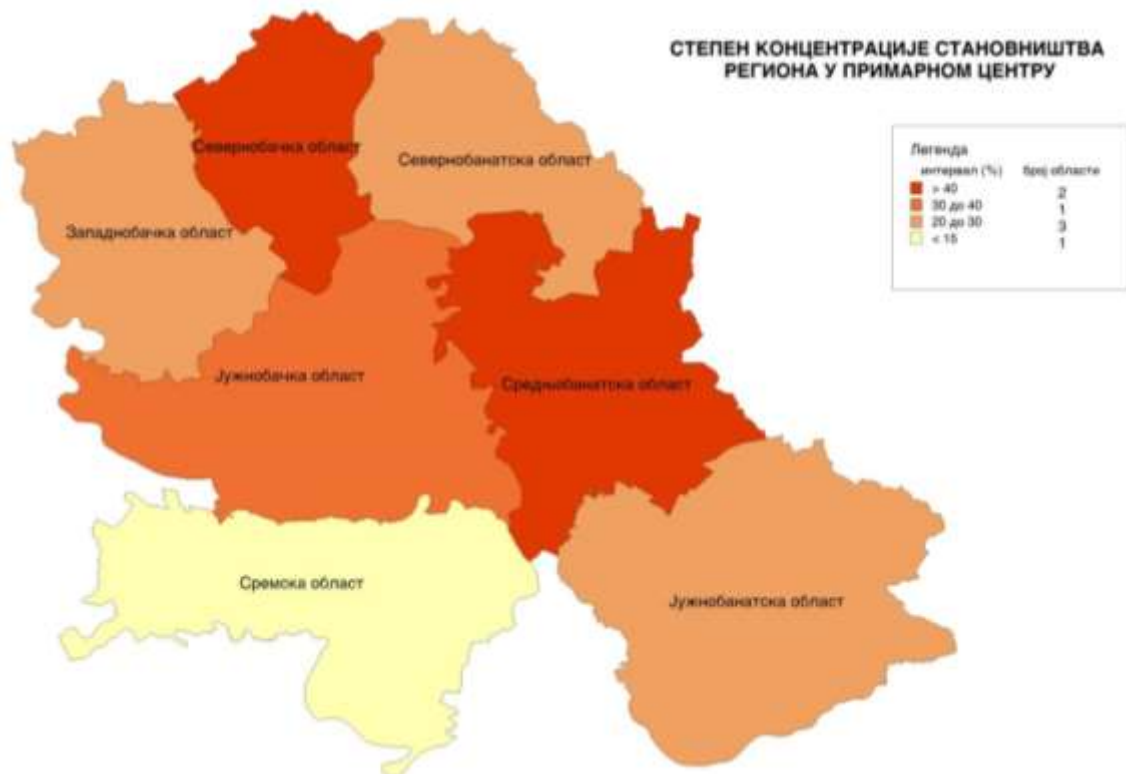 СТЕПЕН КОНЦЕНТРАЦИЈЕ СТАНОВНИШТВА
РЕГИОНА У ПРИМАРНОМ ЦЕНТРУ
Легенда
интервал (%) број области
> 40 2
30 до 40 1
20 до 30 3
< 15 1
Севернобачка област
Севернобанатска област
Западнобачка област
Јужнобачка област
Средњобанатска област
Сремска област
Јужнобанатска област